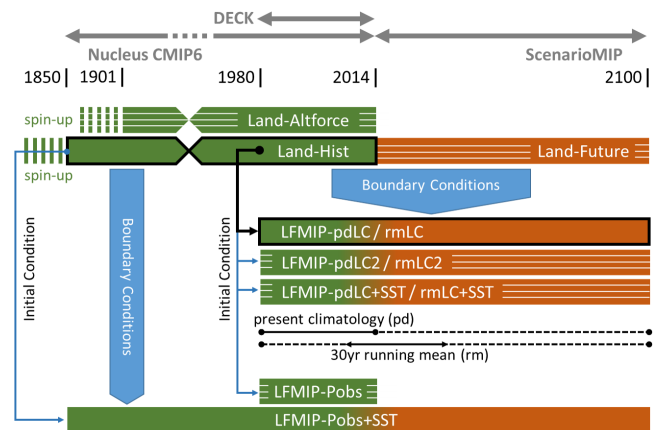 DECK
Nucleus CMIP6
ScenarioMIP
1850
1901
1980
2014
2100
spin-up
Land-Altforce
Land-Hist
Land-Future
spin-up
Boundary Conditions
Initial Condition
Boundary Conditions
Initial Condition
LFMIP-pdLC / rmLC
LFMIP-pdLC2 / rmLC2
LFMIP-pdLC+SST / rmLC+SST
present climatology (pd)
30yr running mean (rm)
LFMIP-Pobs
LFMIP-Pobs+SST